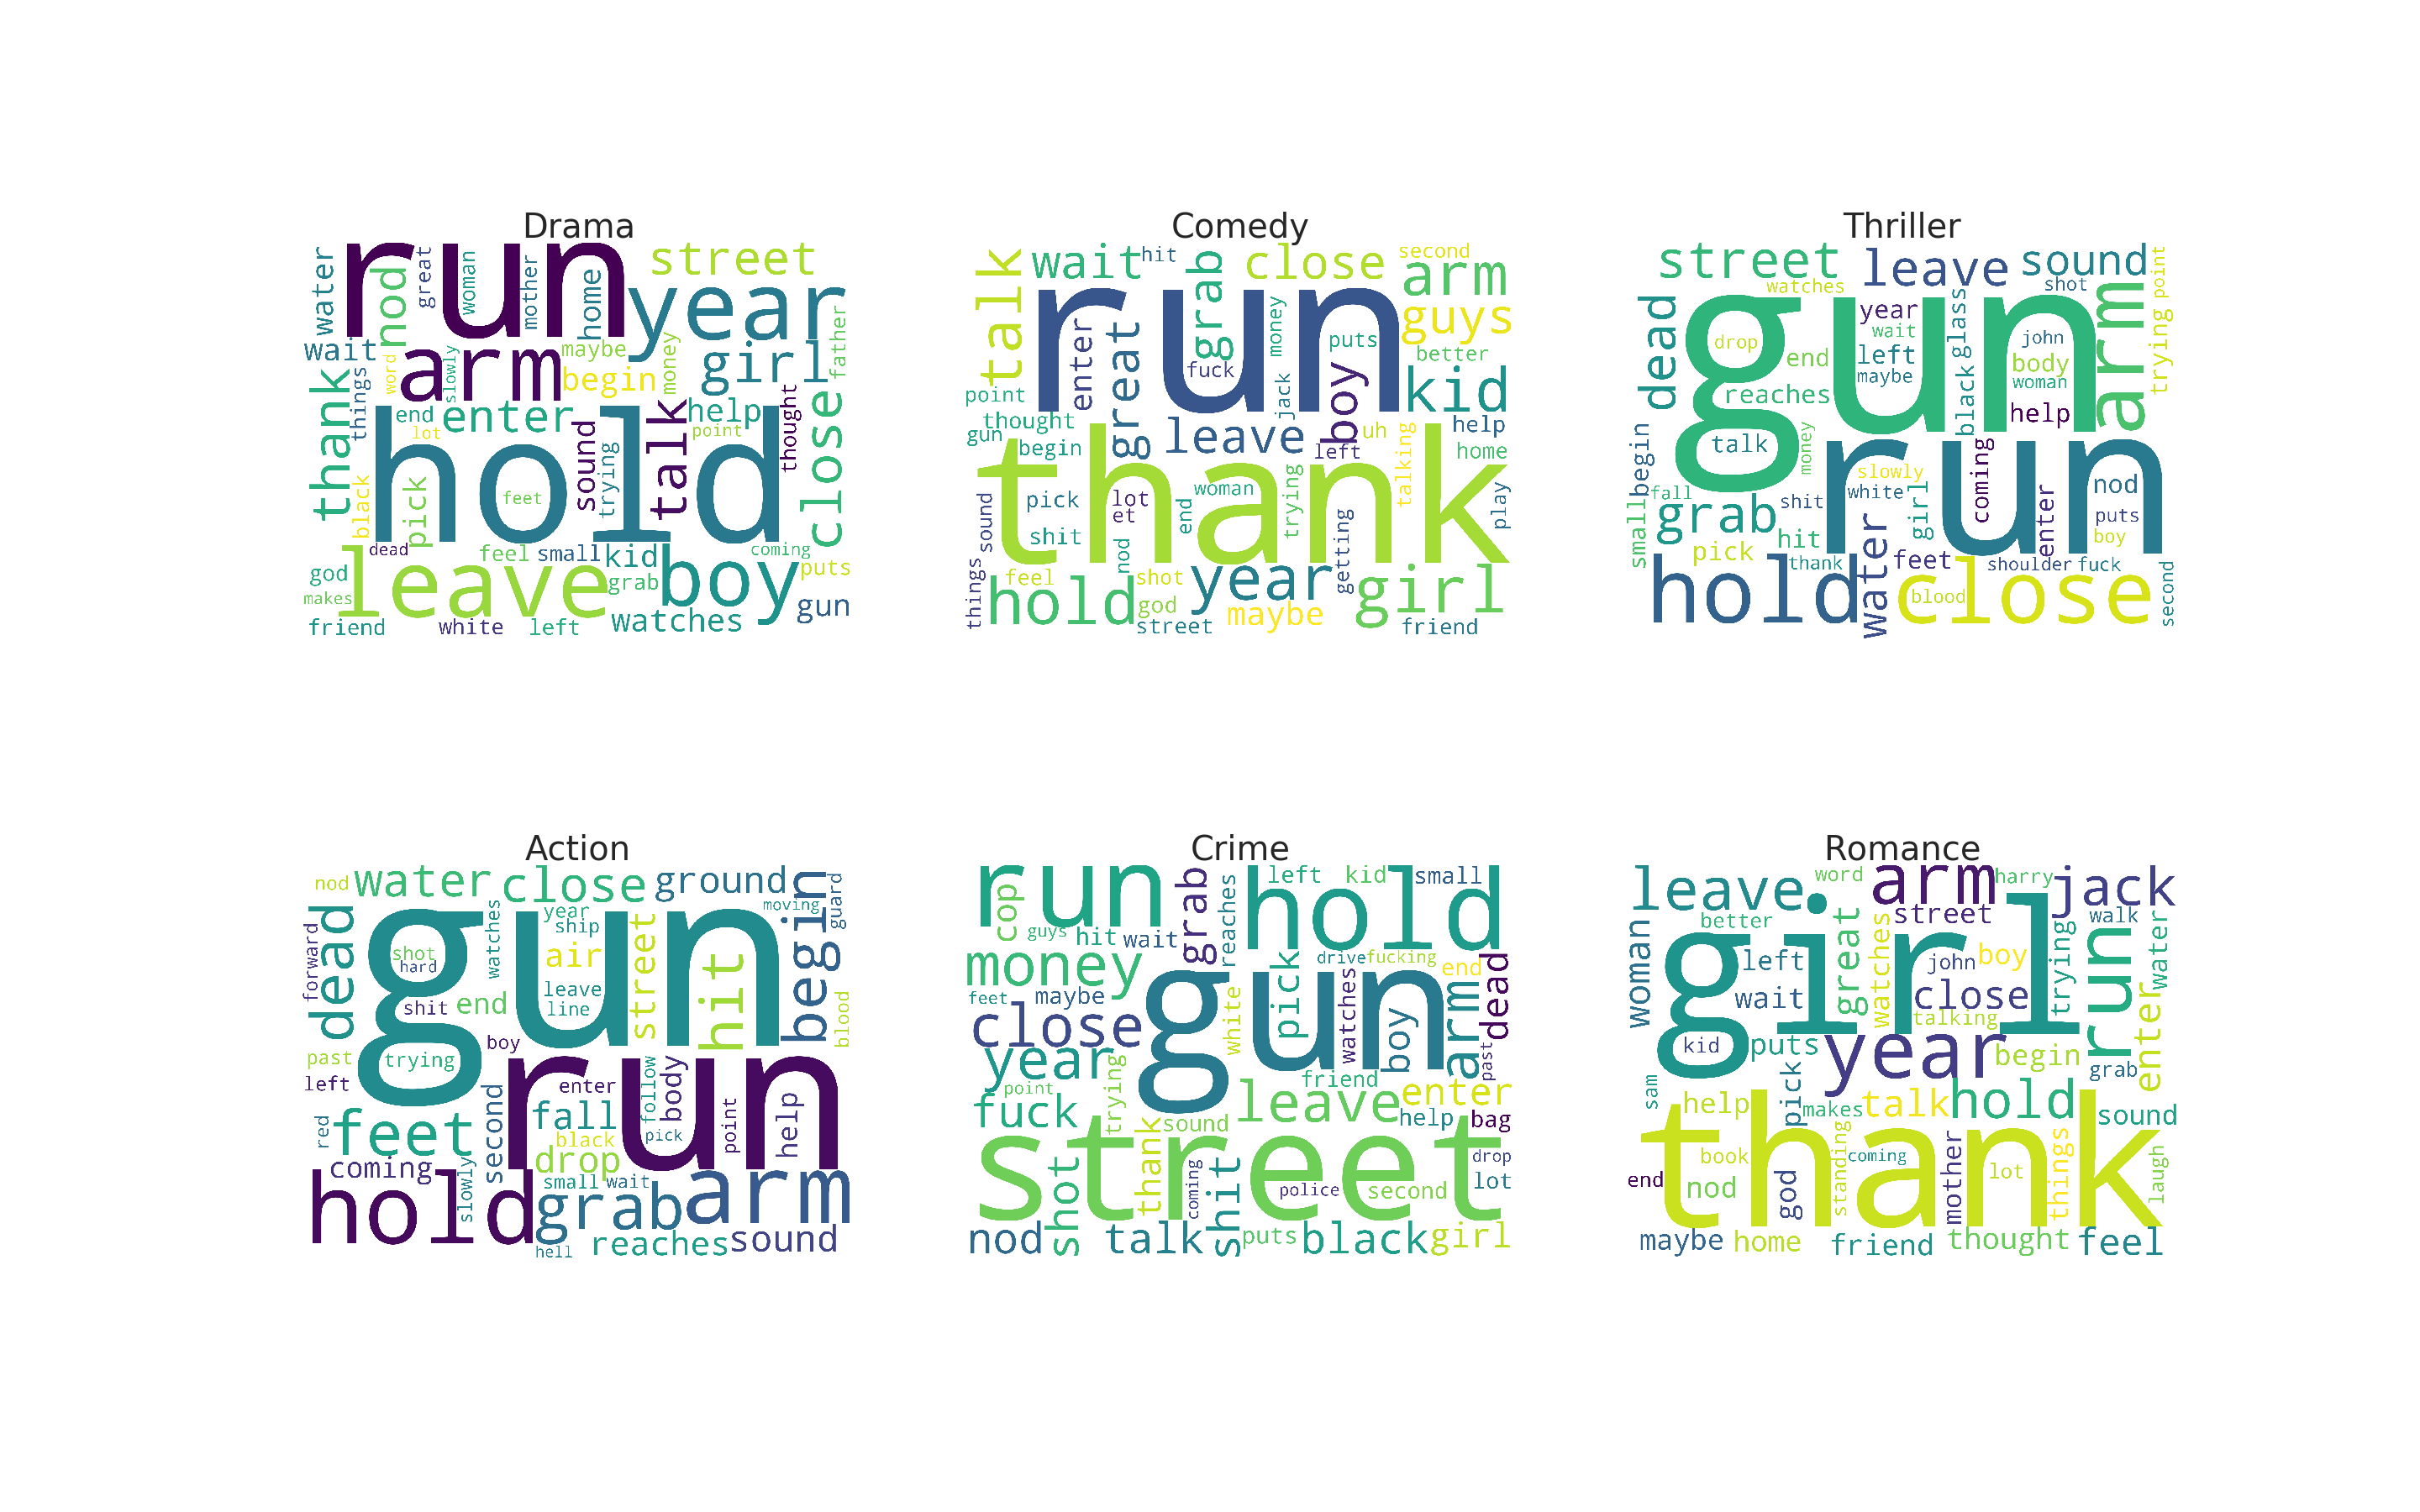 Drama
run
street
year
water
nod
great
woman
mother
home
wait
arm
maybe
girl
father
thank
things
word
slowly
begin
money
end
enter
help
lot
hold
sound
talk
point
thought
close
black
pick
feet
trying
dead
feel
small
kid
coming
god
leave
grab
boy
puts
makes
gun
friend
white
left
watches
Comedy
talk
wait
hit
grab
close
second
arm
run
guys
enter
great
money
puts
better
fuck
kid
point
jack
boy
thought
gun
begin
leave
uh
help
left
home
thank
sound
pick
lot
et
woman
trying
talking
play
shit
end
nod
getting
things
feel
shot
year
girl
hold
god
street
maybe
friend
Thriller
street
leave
sound
point
watches
shot
gun
arm
dead
year
glass
trying
drop
wait
john
end
left
body
maybe
woman
reaches
black
help
talk
money
run
begin
slowly
coming
small
fall
shit
white
girl
nod
grab
enter
puts
pick
hit
boy
thank
water
feet
shoulder
fuck
second
hold
blood
close
Action
nod
water
close
ground
begin
moving
guard
dead
gun
watches
year
ship
street
hit
forward
shot
hard
air
leave
line
shit
end
blood
past
trying
boy
left
run
enter
follow
body
red
feet
second
fall
black
pick
point
help
coming
slowly
drop
small
wait
hold
grab
arm
hell
reaches
sound
Crime
run
cop
grab
left
kid
small
hold
guys
hit
wait
reaches
money
drive
fucking
end
feet
maybe
close
gun
pick
white
watches
boy
arm
dead
year
past
point
trying
friend
enter
fuck
leave
help
bag
street
thank
sound
shot
coming
shit
police
second
drop
lot
nod
talk
puts
black
girl
Romance
leave
word
arm
harry
jack
better
street
walk
woman
girl
great
watches
run
water
left
john
boy
trying
wait
close
talking
kid
puts
year
begin
enter
grab
sam
pick
help
makes
talk
hold
sound
thank
book
coming
lot
mother
things
laugh
end
nod
god
standing
maybe
home
friend
thought
feel